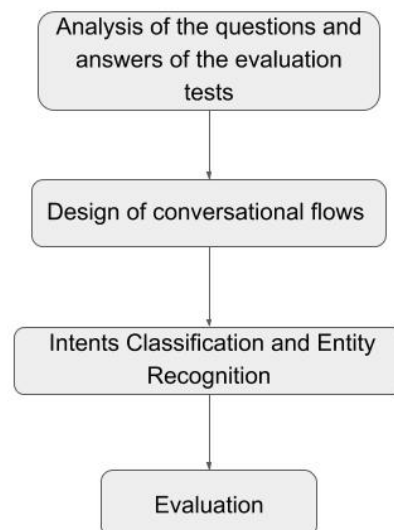 Analysis of the questions and
answers of the evaluation
tests
Design of conversational flows
Intents Classification and Entity
Recognition
Evaluation